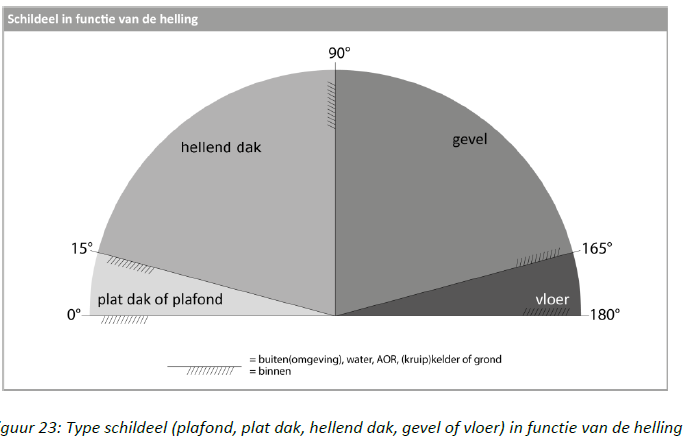 Schildeel in functie van de helling
90°
hellend dak
gevel
15°
165°
plat dak of plafond
vloer
0°
180°
= buiten(omgeving), water, AOR, (kruip)kelder of grond
= binnen
guur 23: Type schildeel (plafond, plat dak, hellend dak, gevel of vloer) in functie van de helling